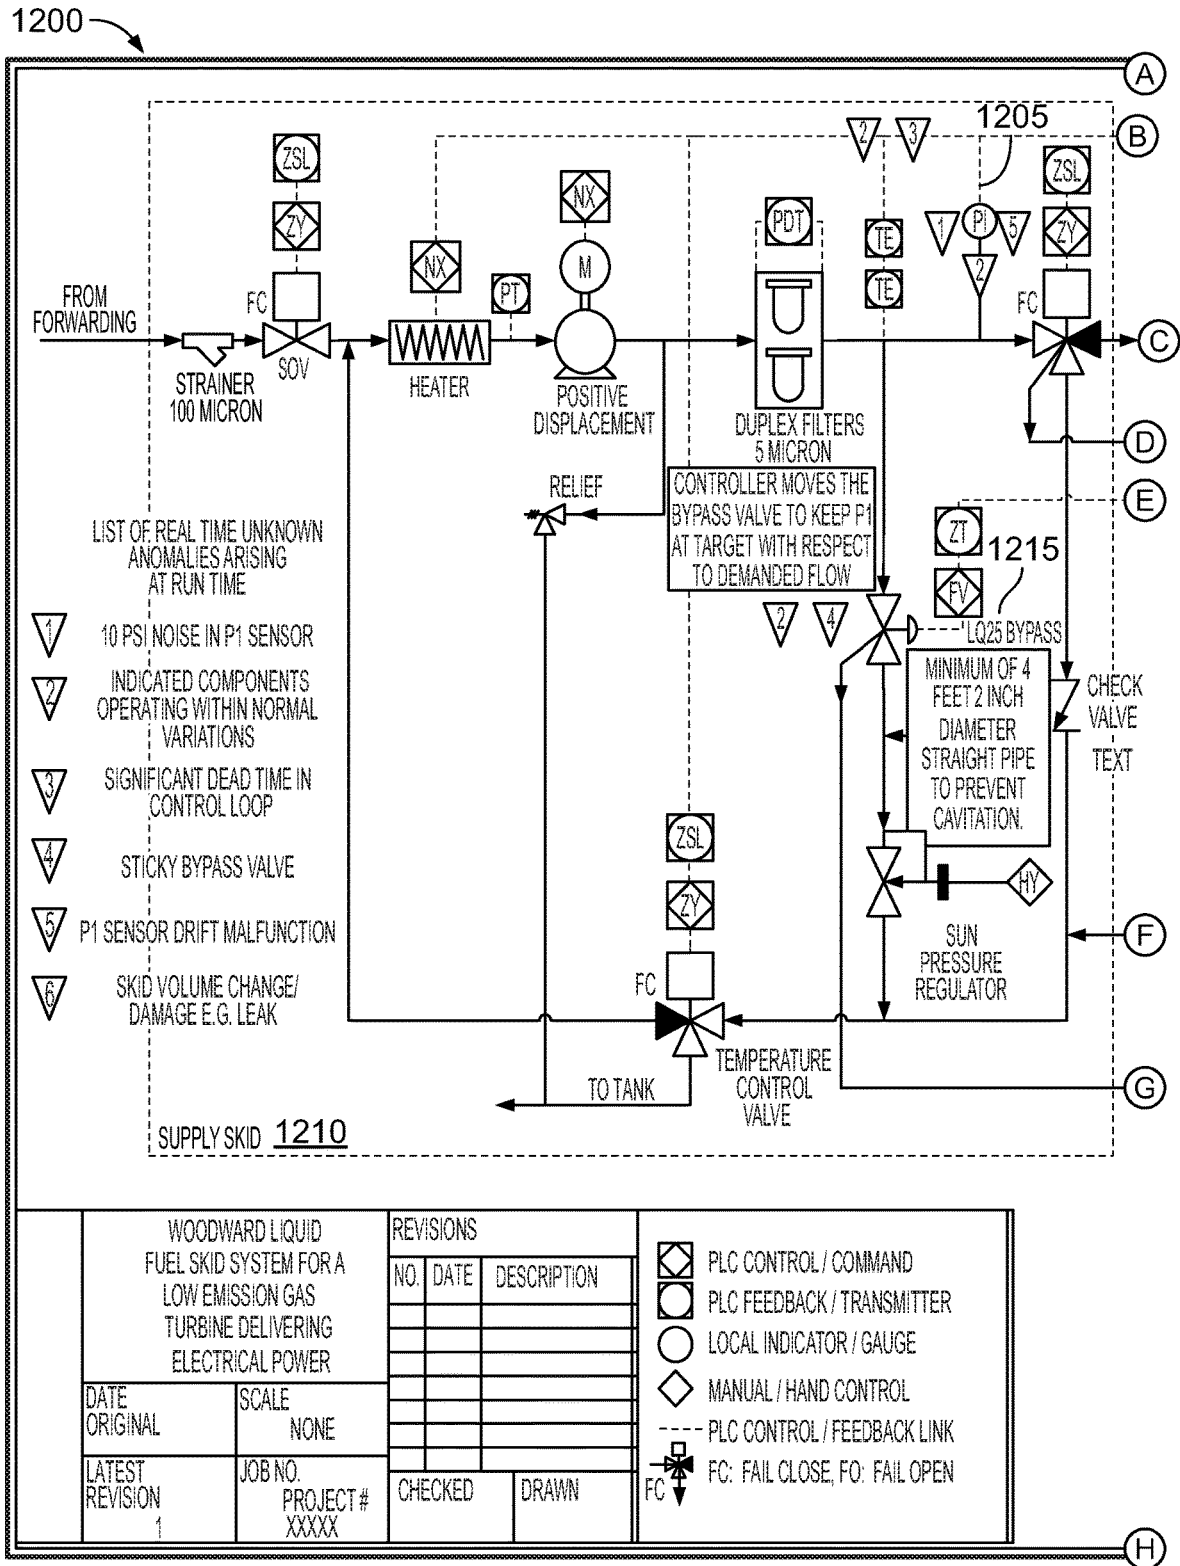 1200
A
B
1205
ZSL
ZY
FC
FROM
FORWARDING
STRAINER
100 MICRON
SOV
NX
HEATER
PT
NX
M
POSITIVE
DISPLACEMENT
PDT
DUPLEX FILTERS
5 MICRON
2
3
TE
TE
1
PI
5
2
ZSL
ZY
FC
C
D
E
RELIEF
CONTROLLER MOVES THE
BYPASS VALVE TO KEEP P1
AT TARGET WITH RESPECT
TO DEMANDED FLOW
2
4
ZT
1215
FV
LQ25 BYPASS
MINIMUM OF 4
FEET 2 INCH
DIAMETER
STRAIGHT PIPE
TO PREVENT
CAVITATION.
CHECK
VALVE
TEXT
LIST OF REAL TIME UNKNOWN
ANOMALIES ARISING
AT RUN TIME
1
10 PSI NOISE IN P1 SENSOR
2
INDICATED COMPONENTS
OPERATING WITHIN NORMAL
VARIATIONS
3
SIGNIFICANT DEAD TIME IN
CONTROL LOOP
4
STICKY BYPASS VALVE
5
P1 SENSOR DRIFT MALFUNCTION
6
SKID VOLUME CHANGE/
DAMAGE E.G. LEAK
ZSL
ZY
FC
HY
SUN
PRESSURE
REGULATOR
F
TEMPERATURE
CONTROL
VALVE
TO TANK
G
SUPPLY SKID 1210
WOODWARD LIQUID
FUEL SKID SYSTEM FOR A
LOW EMISSION GAS
TURBINE DELIVERING
ELECTRICAL POWER
DATE
ORIGINAL
SCALE
NONE
LATEST
REVISION
1
JOB NO.
PROJECT #
XXXXX
REVISIONS
NO. DATE DESCRIPTION
CHECKED
DRAWN
PLC CONTROL / COMMAND
PLC FEEDBACK / TRANSMITTER
LOCAL INDICATOR / GAUGE
MANUAL / HAND CONTROL
PLC CONTROL / FEEDBACK LINK
FC
FC: FAIL CLOSE, FO: FAIL OPEN
H